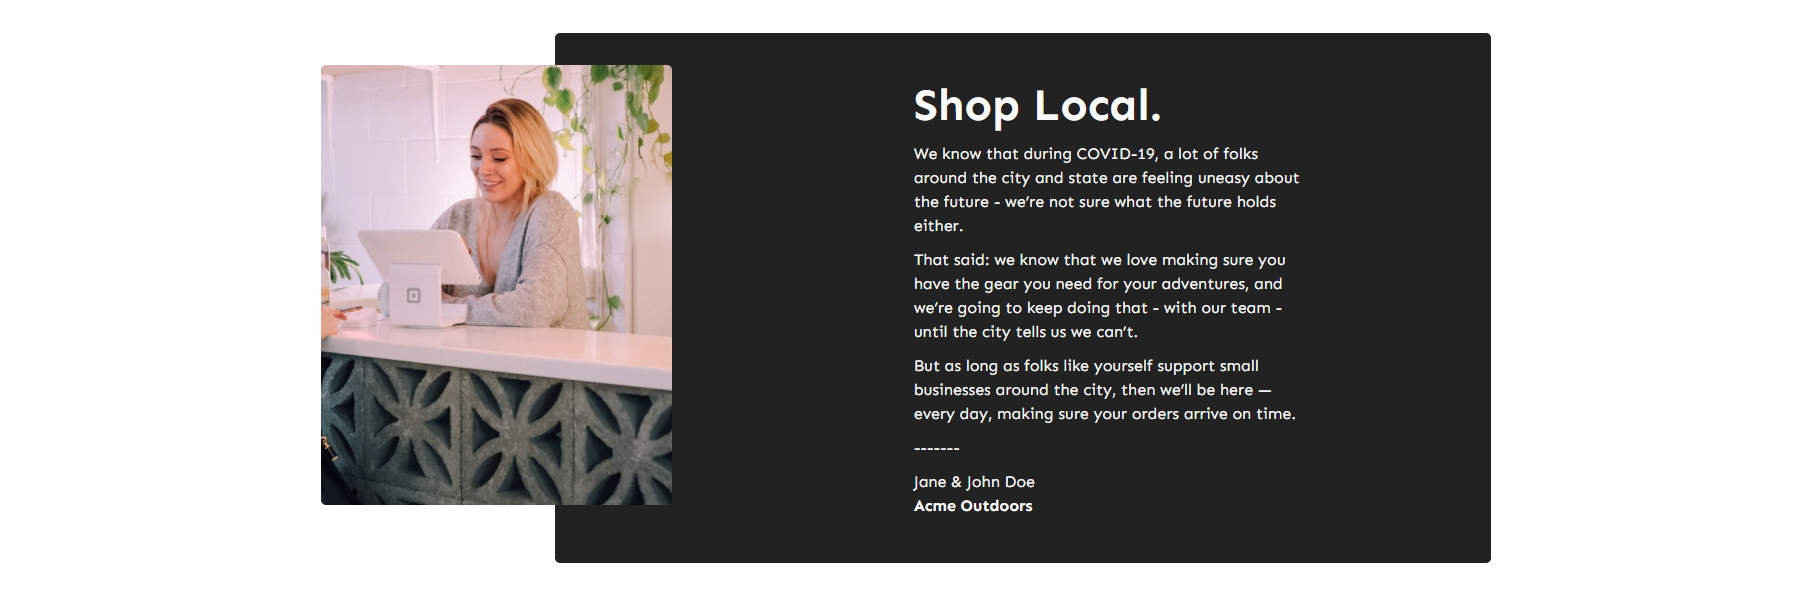 Shop Local.
We know that during COVID-19, a lot of folks
around the city and state are feeling uneasy about
the future - we’re not sure what the future holds
either.
That said: we know that we love making sure you
have the gear you need for your adventures, and
we’re going to keep doing that - with our team -
until the city tells us we can’t.
But as long as folks like yourself support small
businesses around the city, then we’ll be here —
every day, making sure your orders arrive on time.
-------
Jane & John Doe
Acme Outdoors